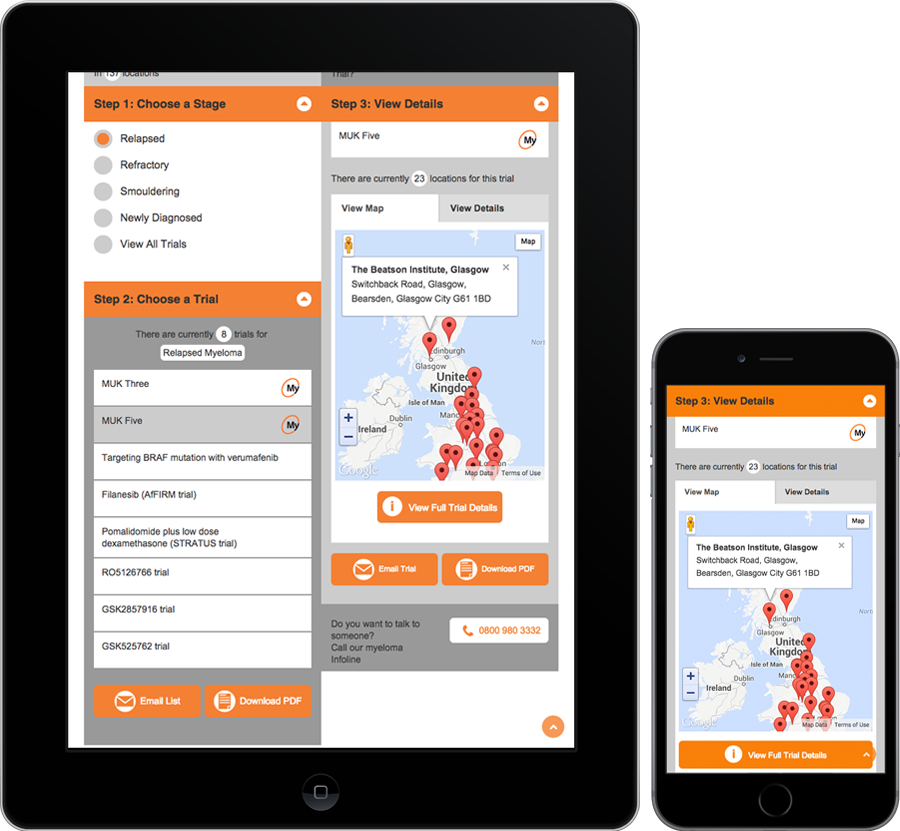 In 137 locations
Step 1: Choose a Stage
Relapsed
Refractory
Smouldering
Newly Diagnosed
View All Trials
Step 2: Choose a Trial
There are currently 8 trials for
Relapsed Myeloma
MUK Three
My
MUK Five
My
Targeting BRAF mutation with verumafenib
Filanesib (AfFIRM trial)
Pomalidomide plus low dose
dexamethasone (STRATUS trial)
RO5126766 trial
GSK2857916 trial
GSK525762 trial
Email List
Download PDF
Trial?
Step 3: View Details
MUK Five
My
There are currently 23 locations for this trial
View Map
View Details
Map
The Beatson Institute, Glasgow
Switchback Road, Glasgow,
Bearsden, Glasgow City G61 1BD
×
Nort
Edinburgh
Glasgow
United
Kingdom
Isle of Man
Manc
Dublin
Ireland
+
−
London
Google
Map Data
Terms of Use
i View Full Trial Details
Email Trial
Download PDF
Do you want to talk to
someone?
Call our myeloma
Infoline
0800 980 3332
Step 3: View Details
MUK Five
My
There are currently 23 locations for this trial
View Map
View Details
Map
The Beatson Institute, Glasgow
Switchback Road, Glasgow,
Bearsden, Glasgow City G61 1BD
×
Nort
Edinburgh
Glasgow
United
Kingdo
Isle of Man
Man
Dublin
Ireland
+
−
Google
Map Data
Terms of Use
i View Full Trial Details